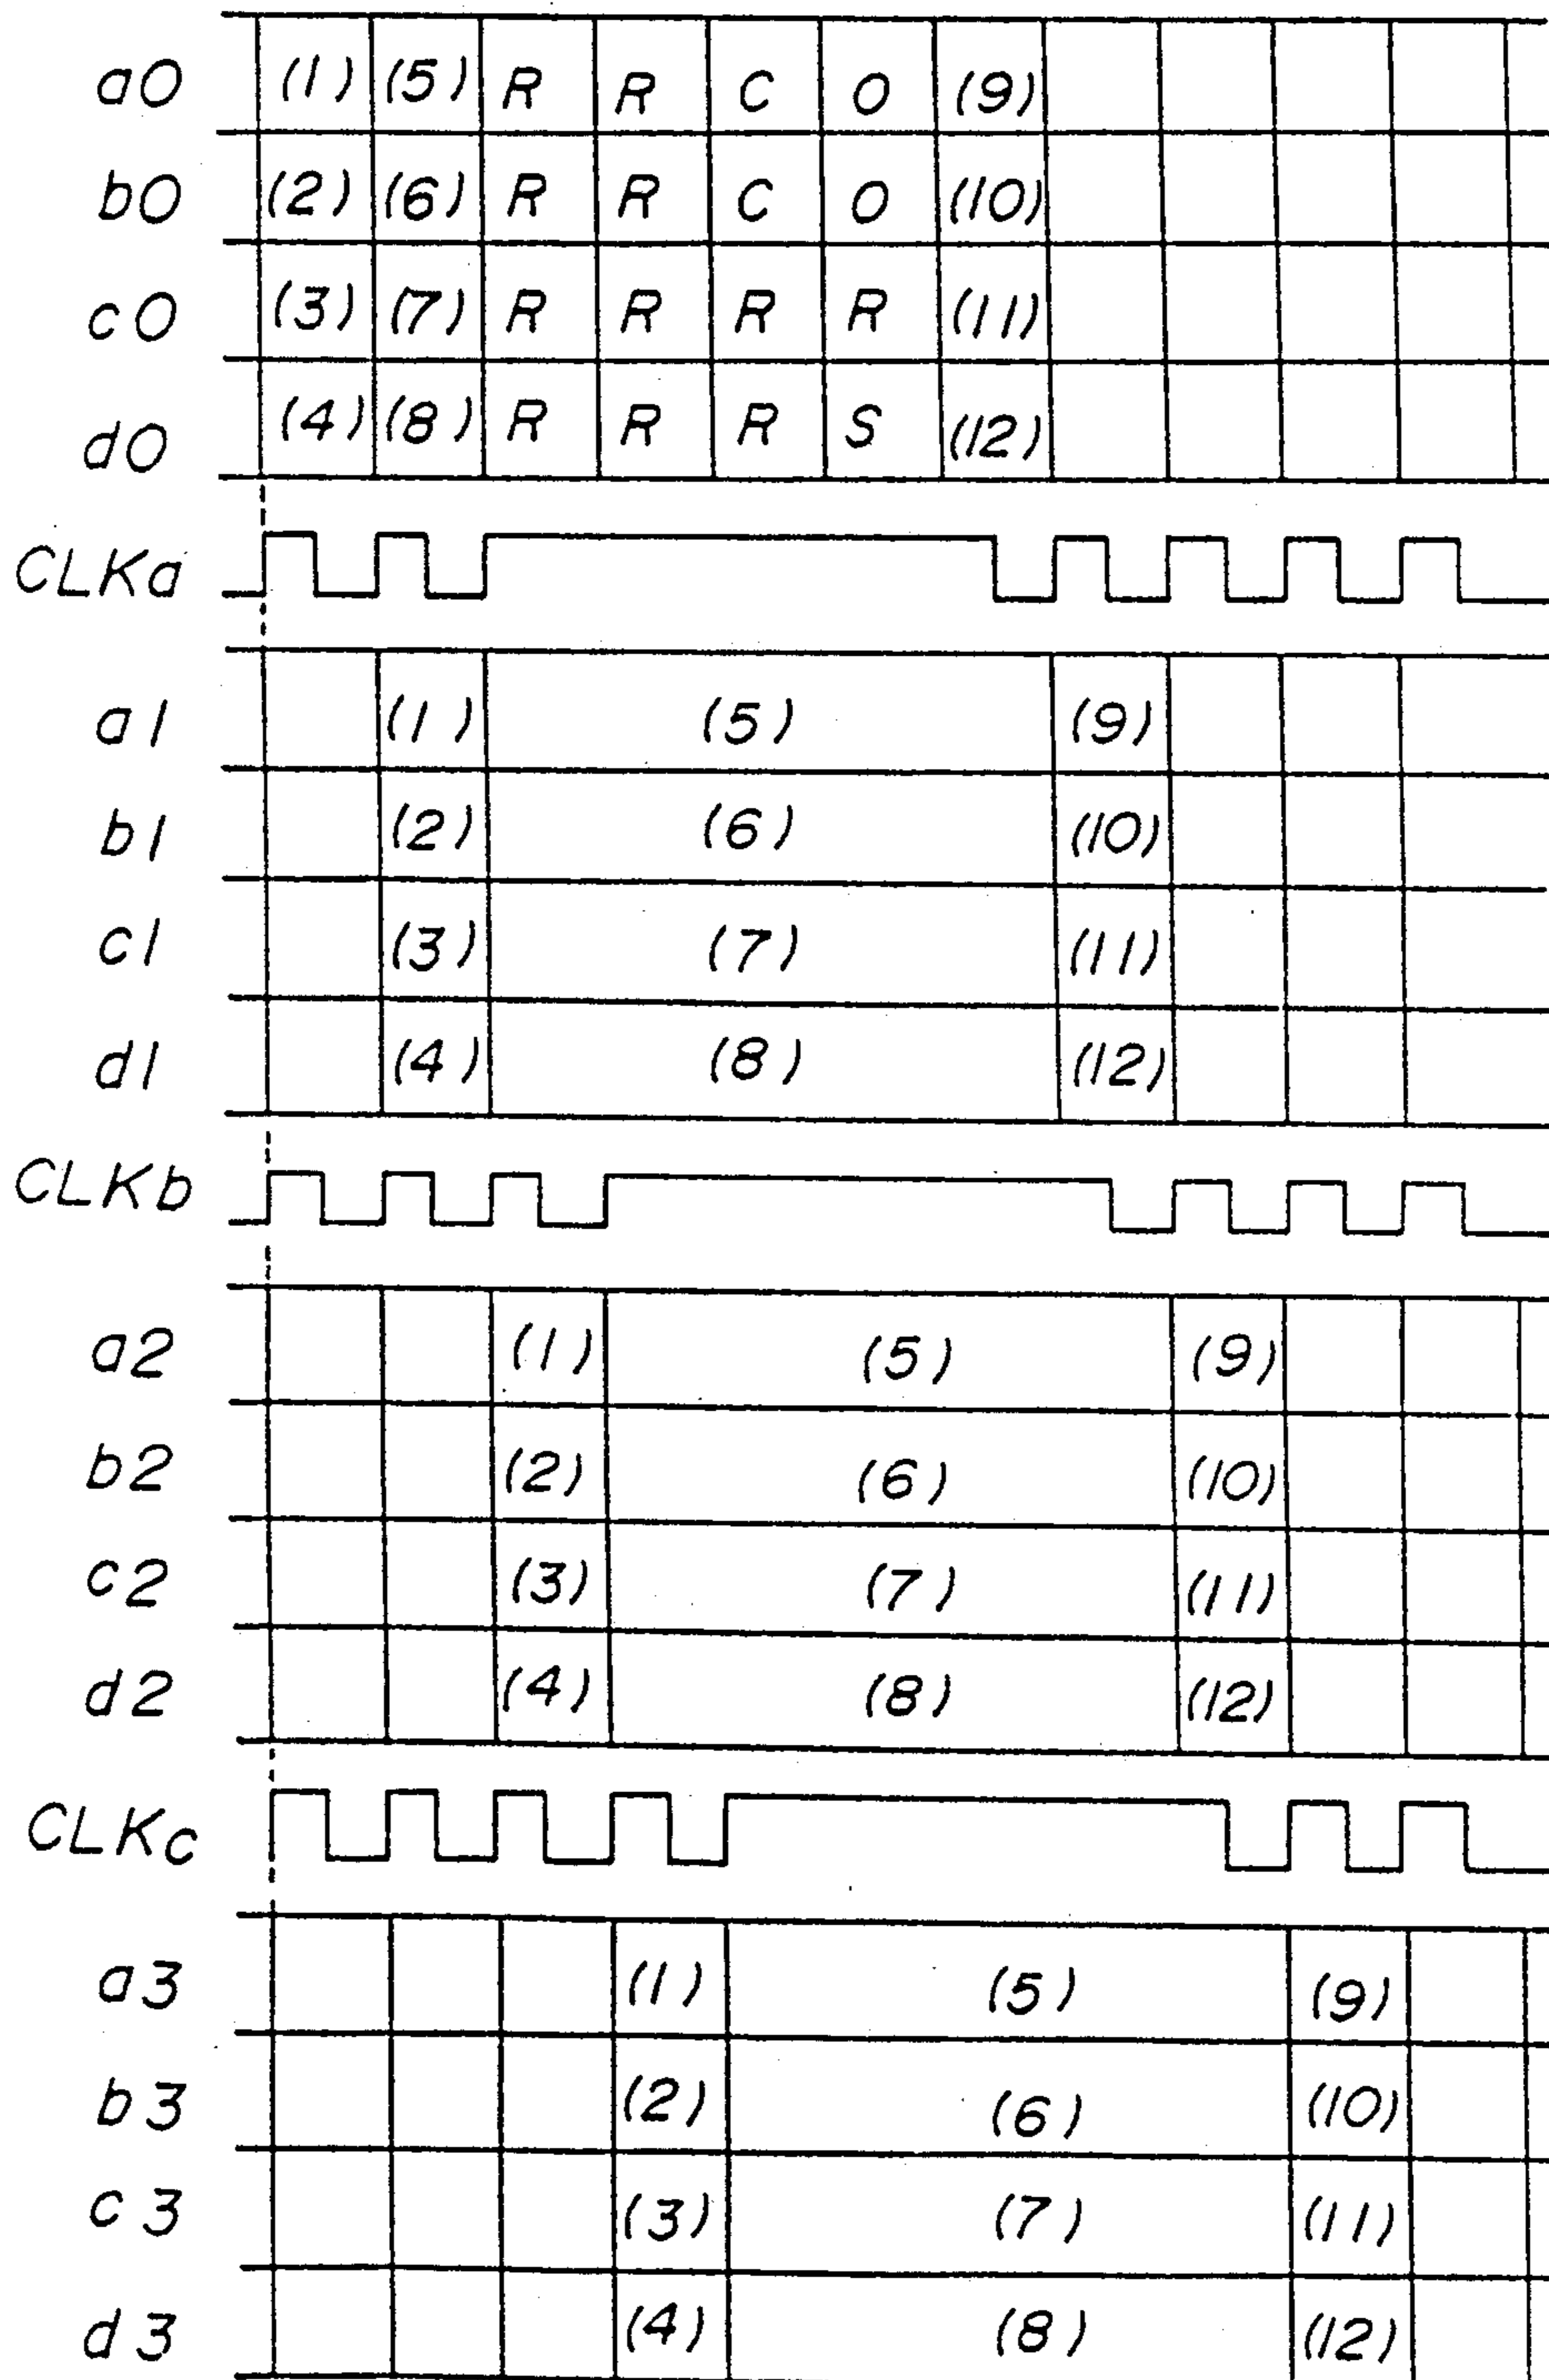 a0 (1) (5) R R C O (9)
b0 (2) (6) R R C O (10)
c0 (3) (7) R R R R (11)
d0 (4) (8) R R R S (12)
CLKa
a1 (1) (5) (9)
b1 (2) (6) (10)
c1 (3) (7) (11)
d1 (4) (8) (12)
CLKb
a2 (1) (5) (9)
b2 (2) (6) (10)
c2 (3) (7) (11)
d2 (4) (8) (12)
CLKc
a3 (1) (5) (9)
b3 (2) (6) (10)
c3 (3) (7) (11)
d3 (4) (8) (12)